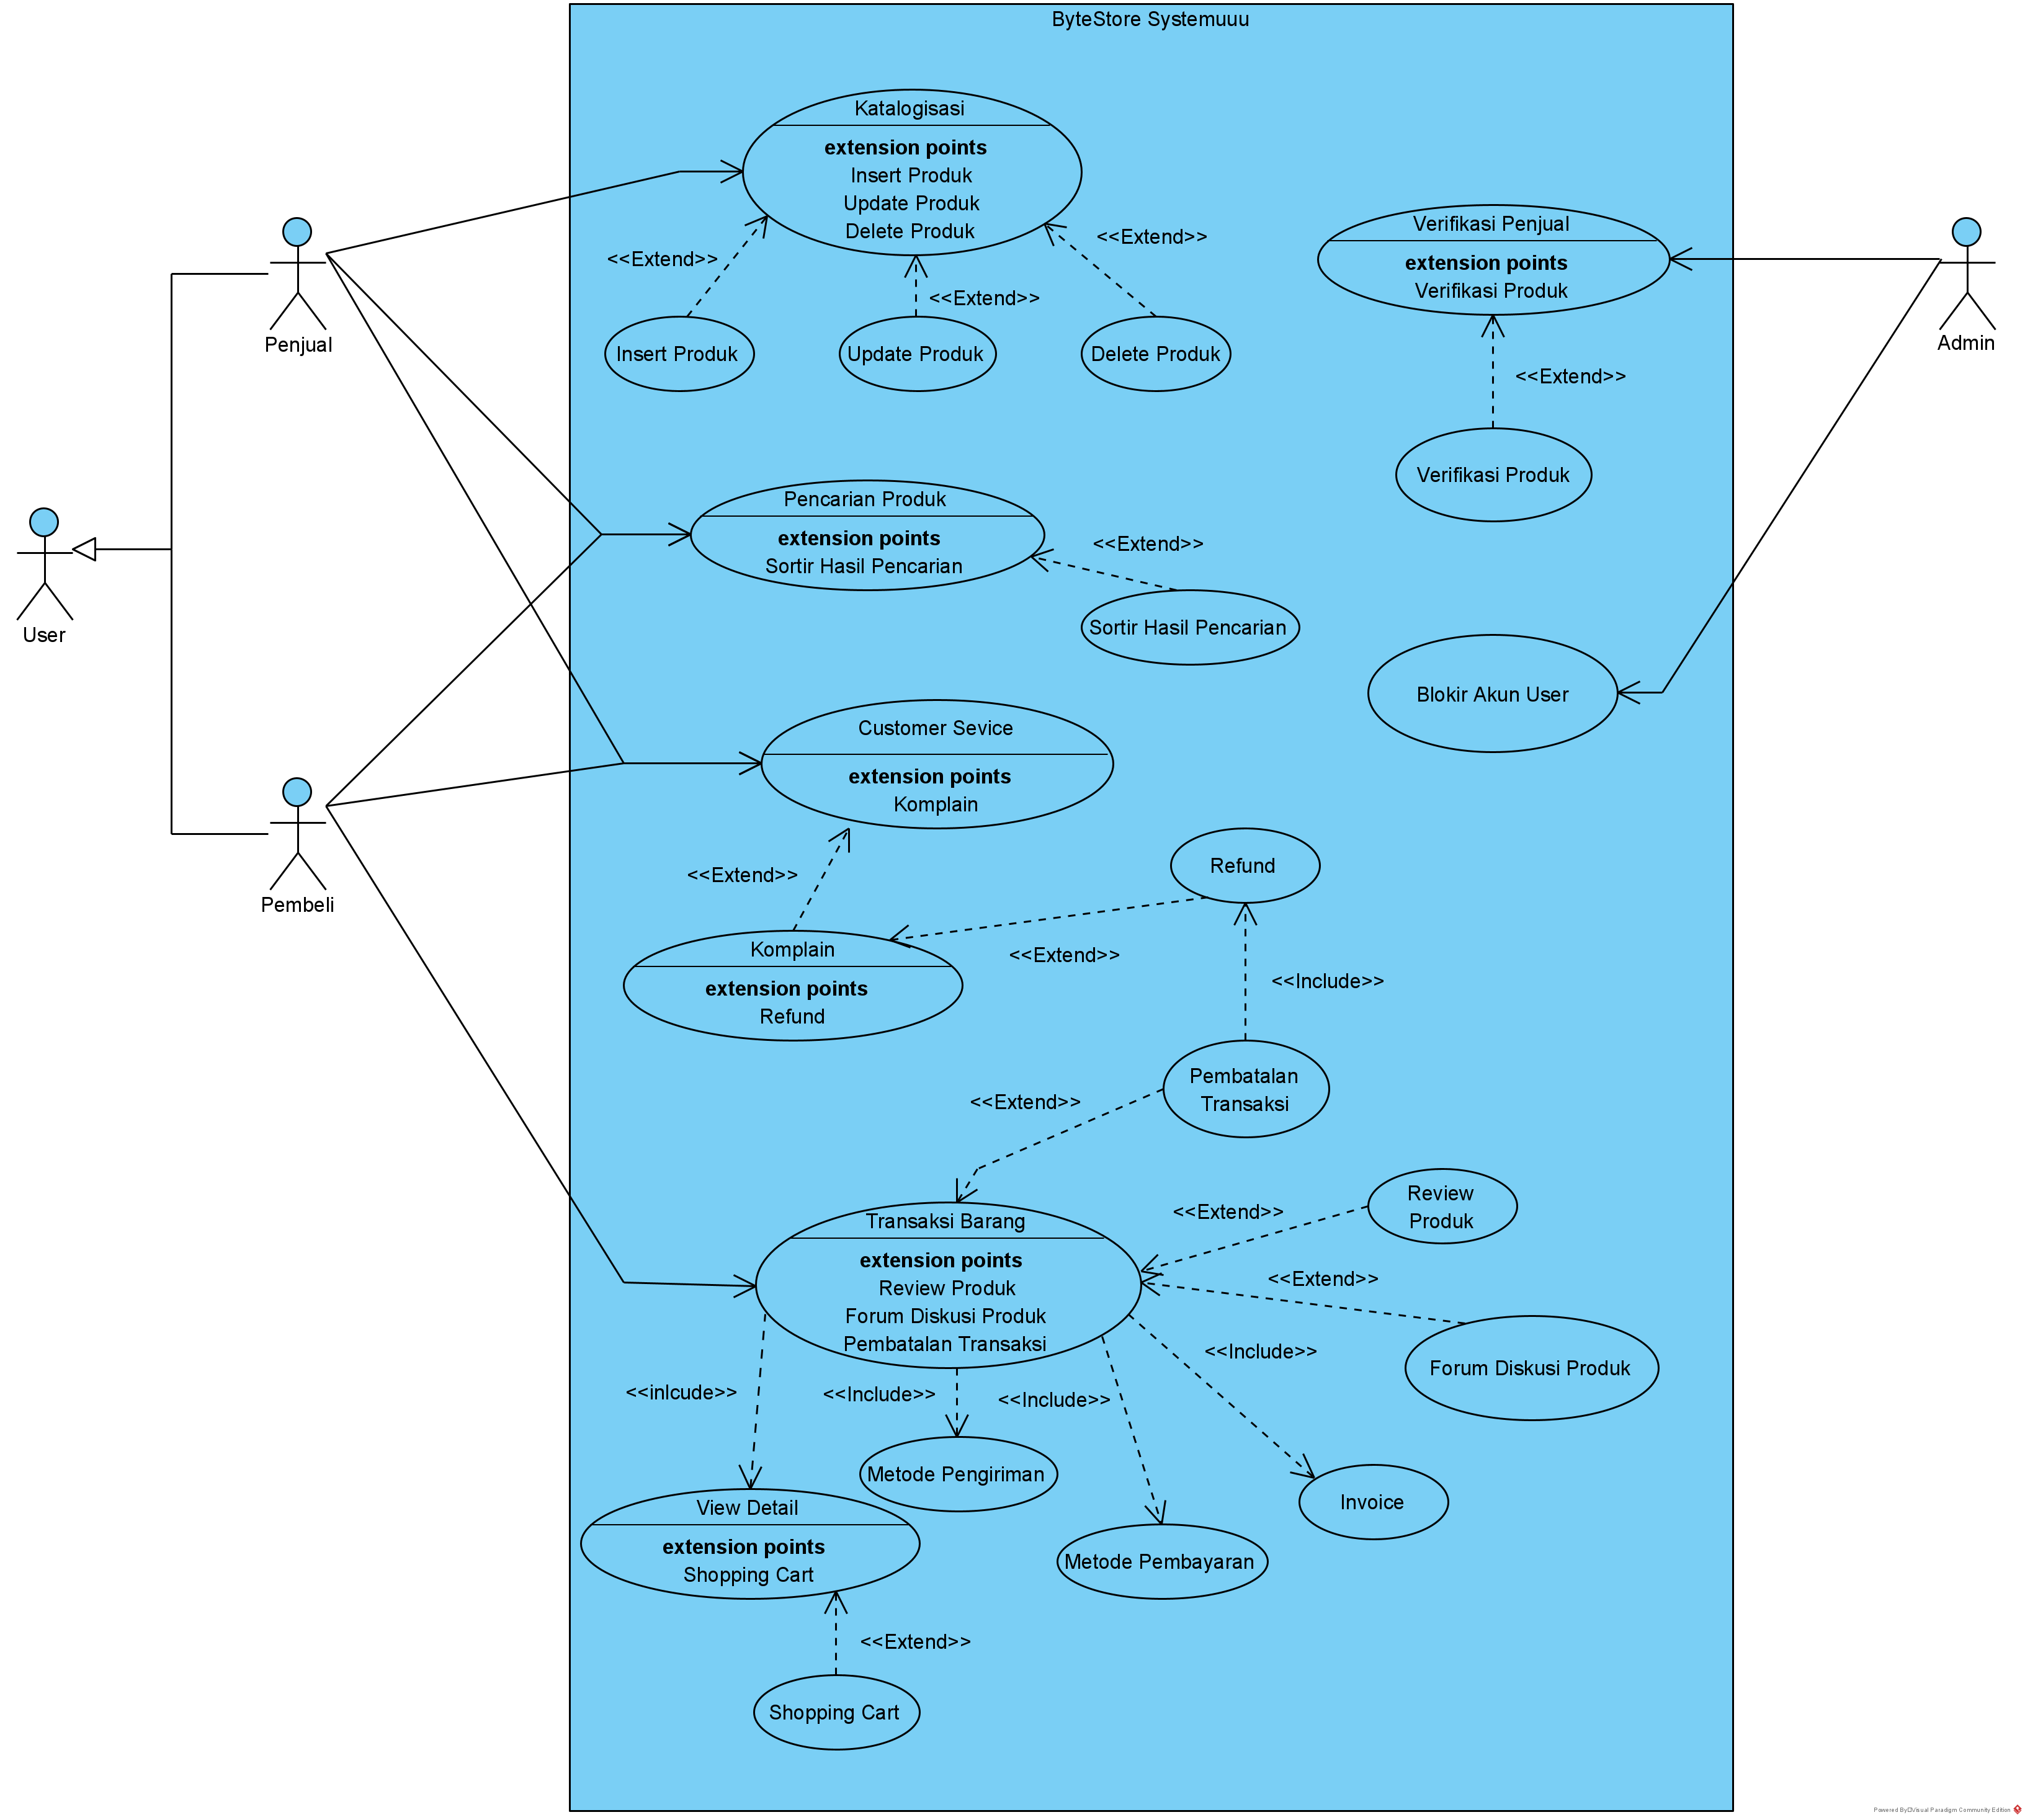 ByteStore Systemuuu
Katalogisasi
extension points
Insert Produk
Update Produk
Delete Produk
<<Extend>>
<<Extend>>
<<Extend>>
Insert Produk
Update Produk
Delete Produk
Verifikasi Penjual
extension points
Verifikasi Produk
<<Extend>>
Verifikasi Produk
Penjual
Admin
User
Pembeli
Pencarian Produk
extension points
Sortir Hasil Pencarian
<<Extend>>
Sortir Hasil Pencarian
Blokir Akun User
Customer Sevice
extension points
Komplain
<<Extend>>
Refund
<<Extend>>
Komplain
extension points
Refund
<<Include>>
Pembatalan
Transaksi
<<Extend>>
Review
Produk
<<Extend>>
Transaksi Barang
extension points
Review Produk
Forum Diskusi Produk
Pembatalan Transaksi
<<Extend>>
Forum Diskusi Produk
<<Include>>
<<inlcude>>
<<Include>>
<<Include>>
Metode Pengiriman
Invoice
View Detail
extension points
Shopping Cart
Metode Pembayaran
<<Extend>>
Shopping Cart
Powered By Visual Paradigm Community Edition